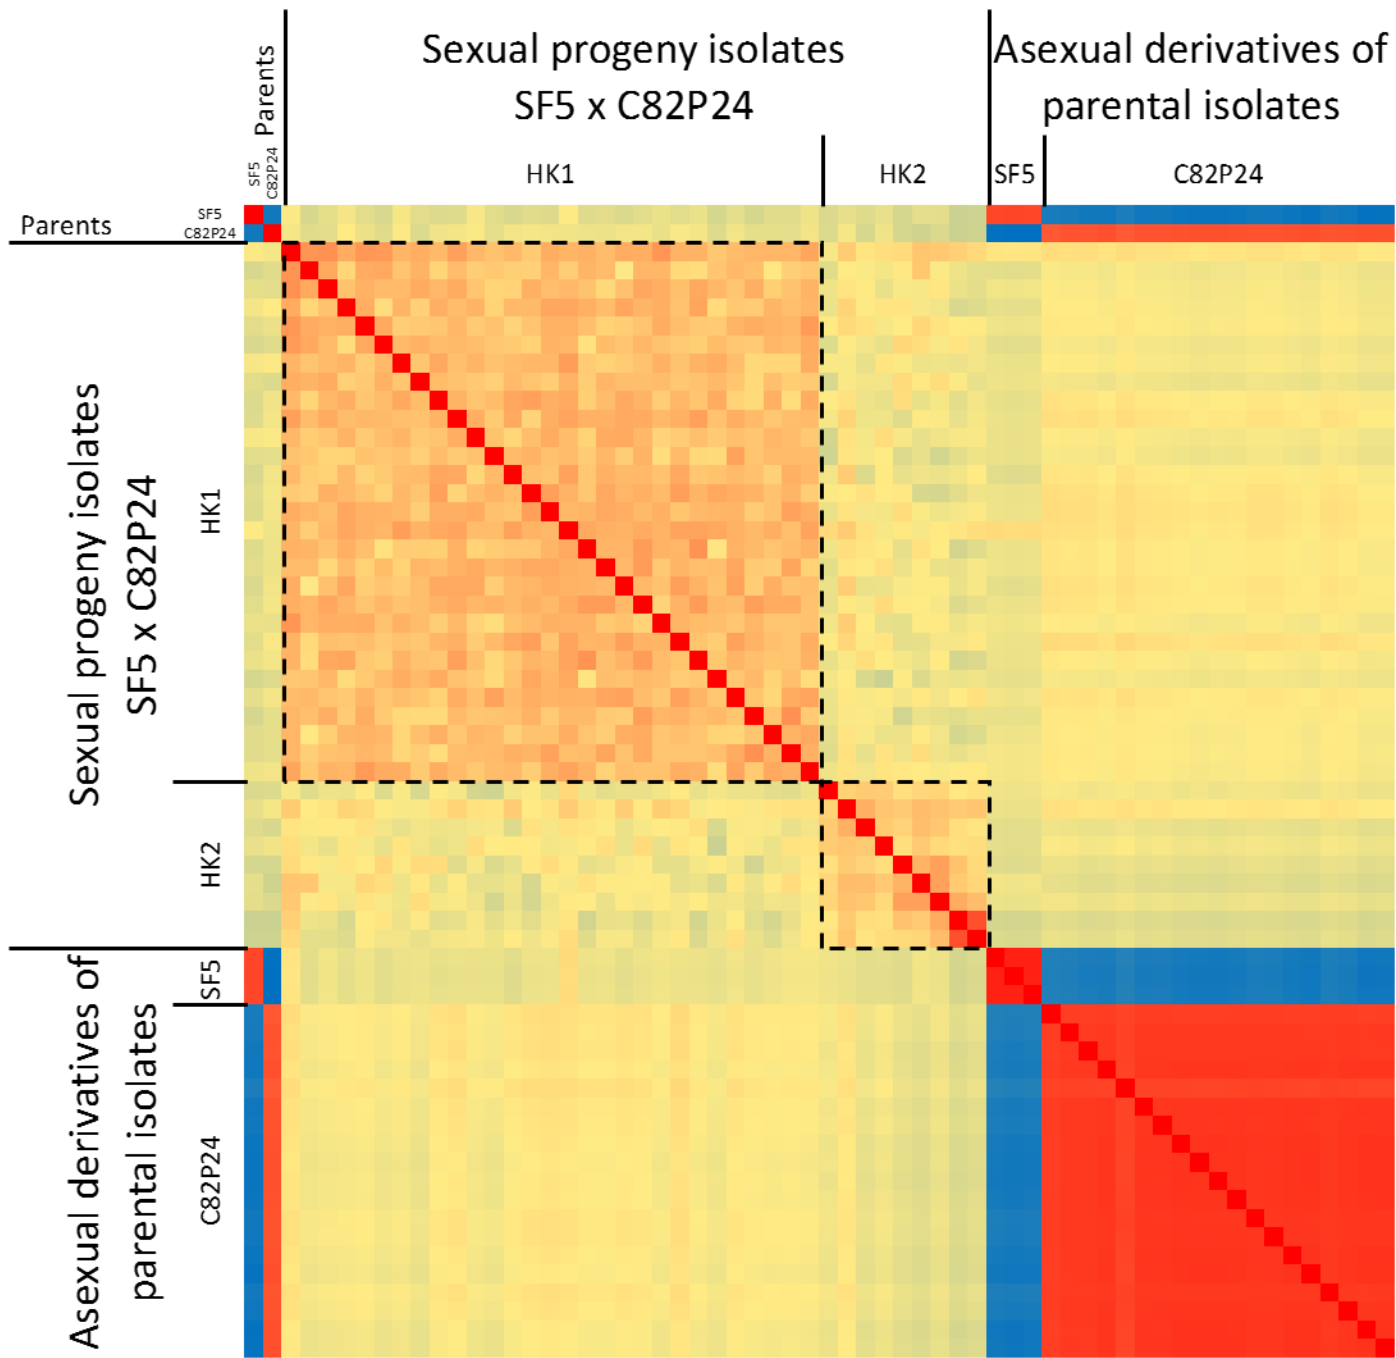 Parents
Sexual progeny isolates
SF5 x C82P24
Asexual derivatives of
parental isolates
SF5
C82P24
HK1
HK2
SF5
C82P24
Parents
SF5
C82P24
Sexual progeny isolates
SF5 x C82P24
HK1
HK2
Asexual derivatives of
parental isolates
SF5
C82P24